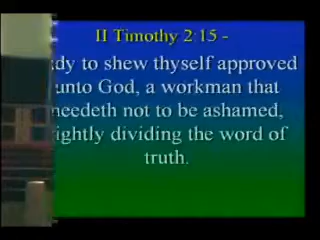 II Timothy 2:15 -
dy to shew thyself approved
unto God, a workman that
needeth not to be ashamed,
ightly dividing the word of
truth.